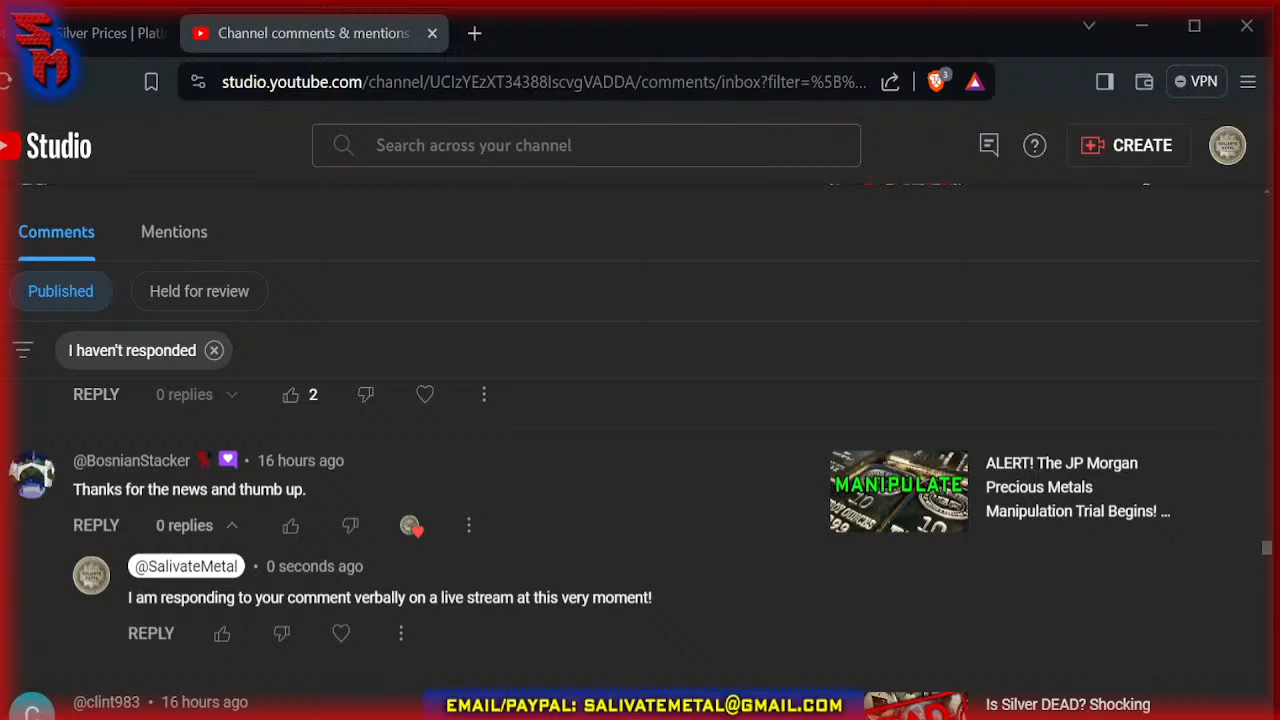 SM
Silver Prices | Plati
Channel comments & mentions
studio.youtube.com/channel/UCIzYEzXT34388IscvgVADDA/comments/inbox?filter=%5B%...
3
VPN
Studio
Search across your channel
CREATE
Comments
Mentions
Published
Held for review
I haven't responded
REPLY 0 replies 2
@BosnianStacker • 16 hours ago
Thanks for the news and thumb up.
REPLY 0 replies
MANIPULATE
ALERT! The JP Morgan
Precious Metals
Manipulation Trial Begins! ...
@SalivateMetal • 0 seconds ago
I am responding to your comment verbally on a live stream at this very moment!
REPLY
@clint983 • 16 hours ago
Is Silver DEAD? Shocking
EMAIL/PAYPAL: SALIVATEMETAL@GMAIL.COM